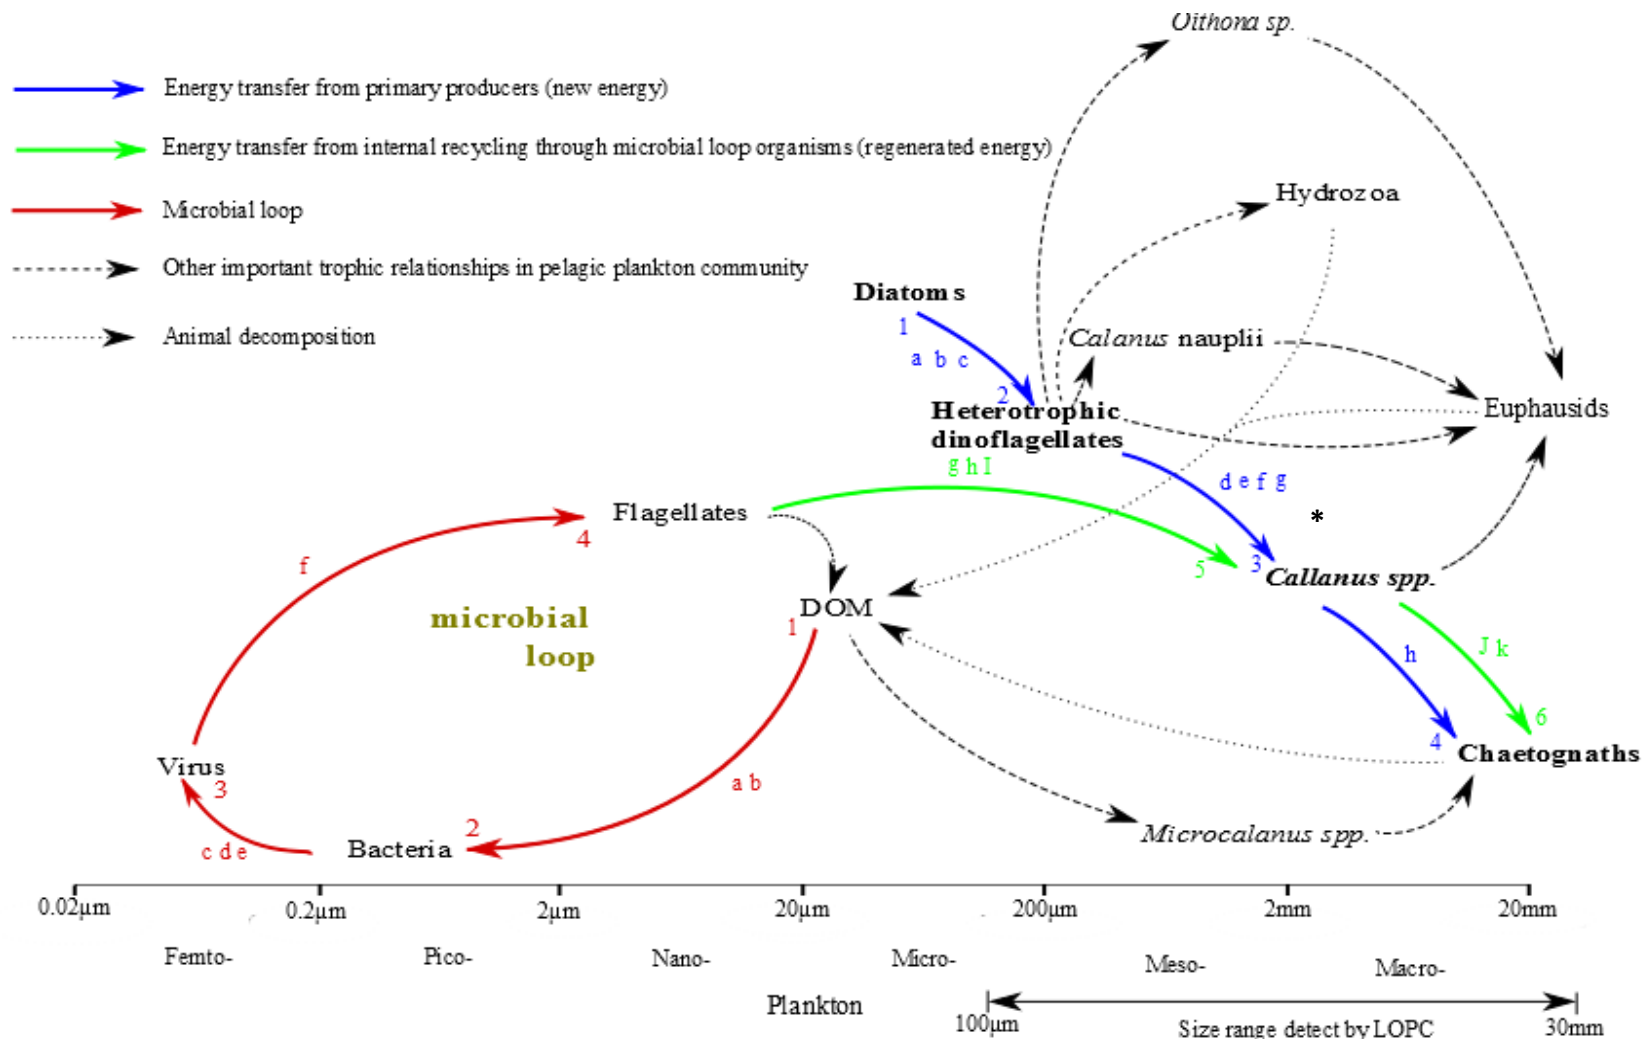 Oithona sp.
Energy transfer from primary producers (new energy)
Energy transfer from internal recycling through microbial loop organisms (regenerated energy)
Microbial loop
Other important trophic relationships in pelagic plankton community
Animal decomposition
Hydrozoa
Diatoms
1
a b c
2
Calanus nauplii
Heterotrophic
dinoflagellates
Euphausids
g h I
d e f g
*
Flagellates
4
f
5
3
Callanus spp.
microbial
loop
DOM
1
h
J k
6
4
Chaetognaths
Virus
3
a b
2
c d e
Bacteria
Microcalanus spp.
0.02µm
0.2µm
2µm
20µm
200µm
2mm
20mm
Femto-
Pico-
Nano-
Micro-
Meso-
Macro-
Plankton
100µm
Size range detect by LOPC
30mm